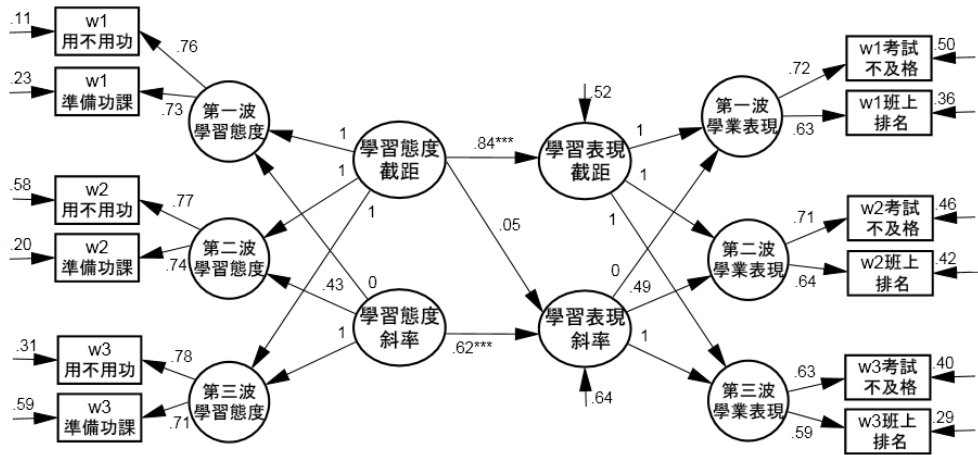 .11
w1
用不用功
.76
.23
w1
準備功課
.73
第一波
學習態度
.58
w2
用不用功
.77
.20
w2
準備功課
.74
第二波
學習態度
.31
w3
用不用功
.78
.59
w3
準備功課
.71
第三波
學習態度
1
1
1
學習態度
截距
.84***
.05
0
.43
1
學習態度
斜率
.62***
.52
學習表現
截距
1
1
1
學習表現
斜率
.64
0
.49
1
第一波
學業表現
.72
w1考試
不及格
.50
.63
w1班上
排名
.36
第二波
學業表現
.71
w2考試
不及格
.46
.64
w2班上
排名
.42
第三波
學業表現
.63
w3考試
不及格
.40
.59
w3班上
排名
.29